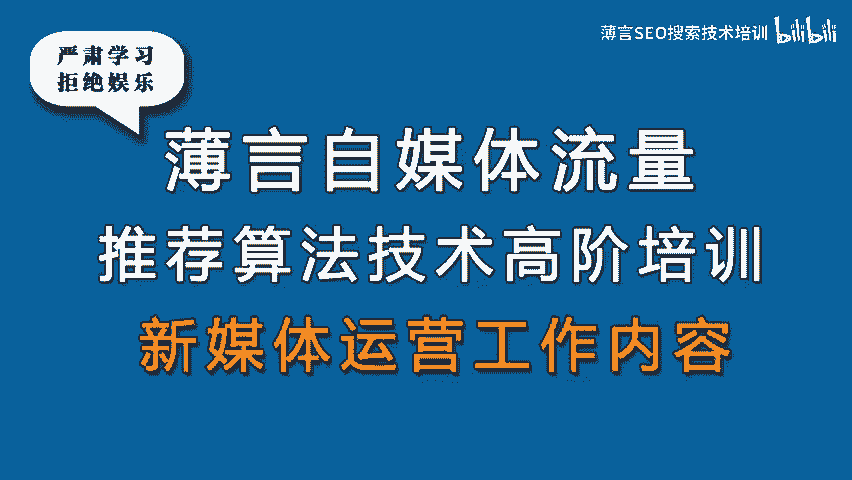 薄言SEO搜索技术培训 bilibili
严肃学习
拒绝娱乐
薄言自媒体流量
推荐算法技术高阶培训
新媒体运营工作内容